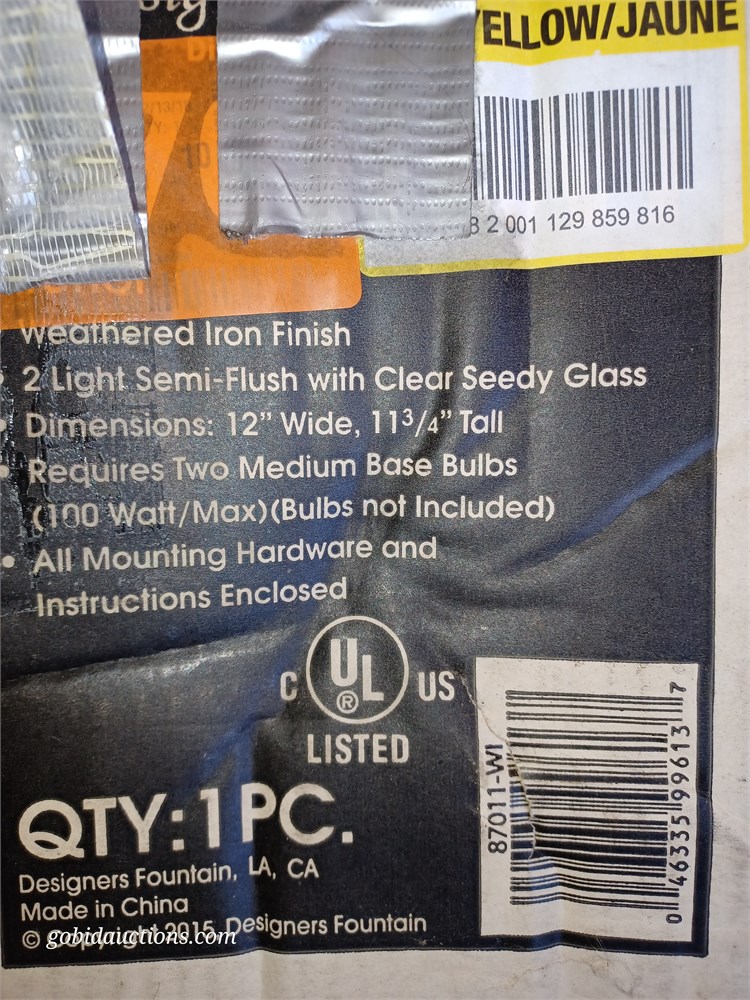 YELLOW/JAUNE
8 2 001 129 859 816
Weathered Iron Finish
2 Light Semi-Flush with Clear Seedy Glass
• Dimensions: 12” Wide, 11 3/4” Tall
• Requires Two Medium Base Bulbs
(100 Watt/Max)(Bulbs not Included)
• All Mounting Hardware and
Instructions Enclosed
C UL ® US
LISTED
87011-WI
0 46335 99613 7
QTY: 1 PC.
Designers Fountain, LA, CA
Made in China
© Copyright 2015 Designers Fountain
gobidauctions.com